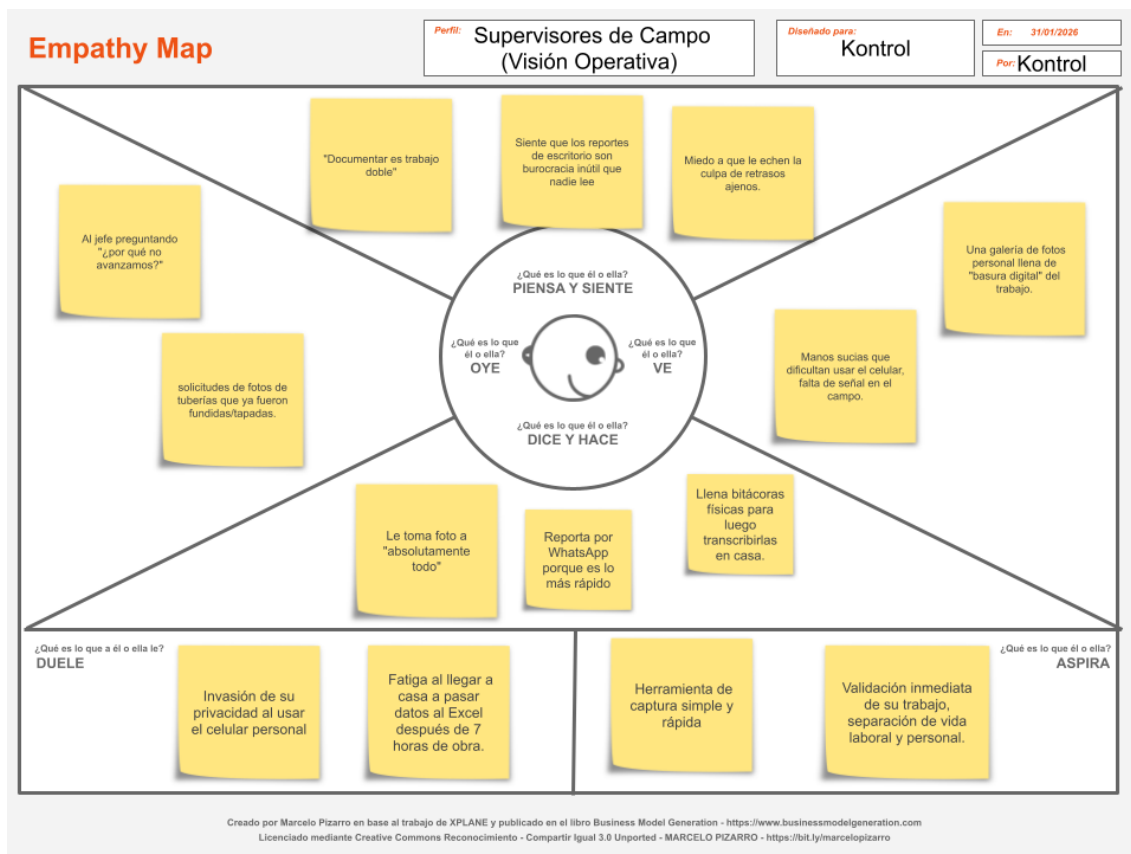 Empathy Map
Perfil:
Supervisores de Campo
(Visión Operativa)
Diseñado para:
Kontrol
En: 31/01/2026
Por: Kontrol
"Documentar es trabajo
doble"
Siente que los reportes
de escritorio son
burocracia inútil que
nadie lee
Miedo a que le echen la
culpa de retrasos
ajenos.
Al jefe preguntando
"¿por qué no
avanzamos?"
solicitudes de fotos de
tuberías que ya fueron
fundidas/tapadas.
Una galería de fotos
personal llena de
"basura digital" del
trabajo.
Manos sucias que
dificultan usar el celular,
falta de señal en el
campo.
¿Qué es lo que él o ella?
PIENSA Y SIENTE
¿Qué es lo que
él o ella?
OYE
¿Qué es lo que
él o ella?
VE
¿Qué es lo que él o ella?
DICE Y HACE
Le toma foto a
"absolutamente
todo"
Reporta por
WhatsApp
porque es lo
más rápido
Llena bitácoras
físicas para
luego
transcribirlas
en casa.
¿Qué es lo que a él o ella le?
DUELE
Invasión de su
privacidad al usar
el celular personal
Fatiga al llegar a
casa a pasar
datos al Excel
después de 7
horas de obra.
¿Qué es lo que él o ella?
ASPIRA
Herramienta de
captura simple y
rápida
Validación inmediata
de su trabajo,
separación de vida
laboral y personal.
Creado por Marcelo Pizarro en base al trabajo de XPLANE y publicado en el libro Business Model Generation - https://www.businessmodelgeneration.com
Licenciado mediante Creative Commons Reconocimiento - Compartir Igual 3.0 Unported - MARCELO PIZARRO - https://bit.ly/marcelopizarro